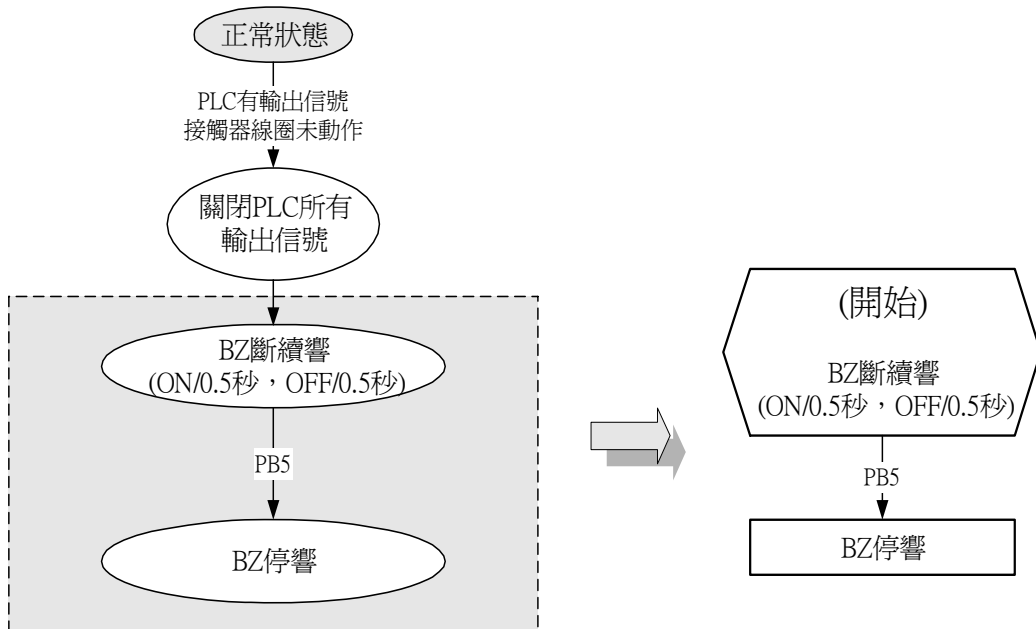 正常狀態
PLC有輸出信號
接觸器線圈未動作
關閉PLC所有
輸出信號
BZ斷續響
(ON/0.5秒，OFF/0.5秒)
PB5
BZ停響
(開始)
BZ斷續響
(ON/0.5秒，OFF/0.5秒)
PB5
BZ停響